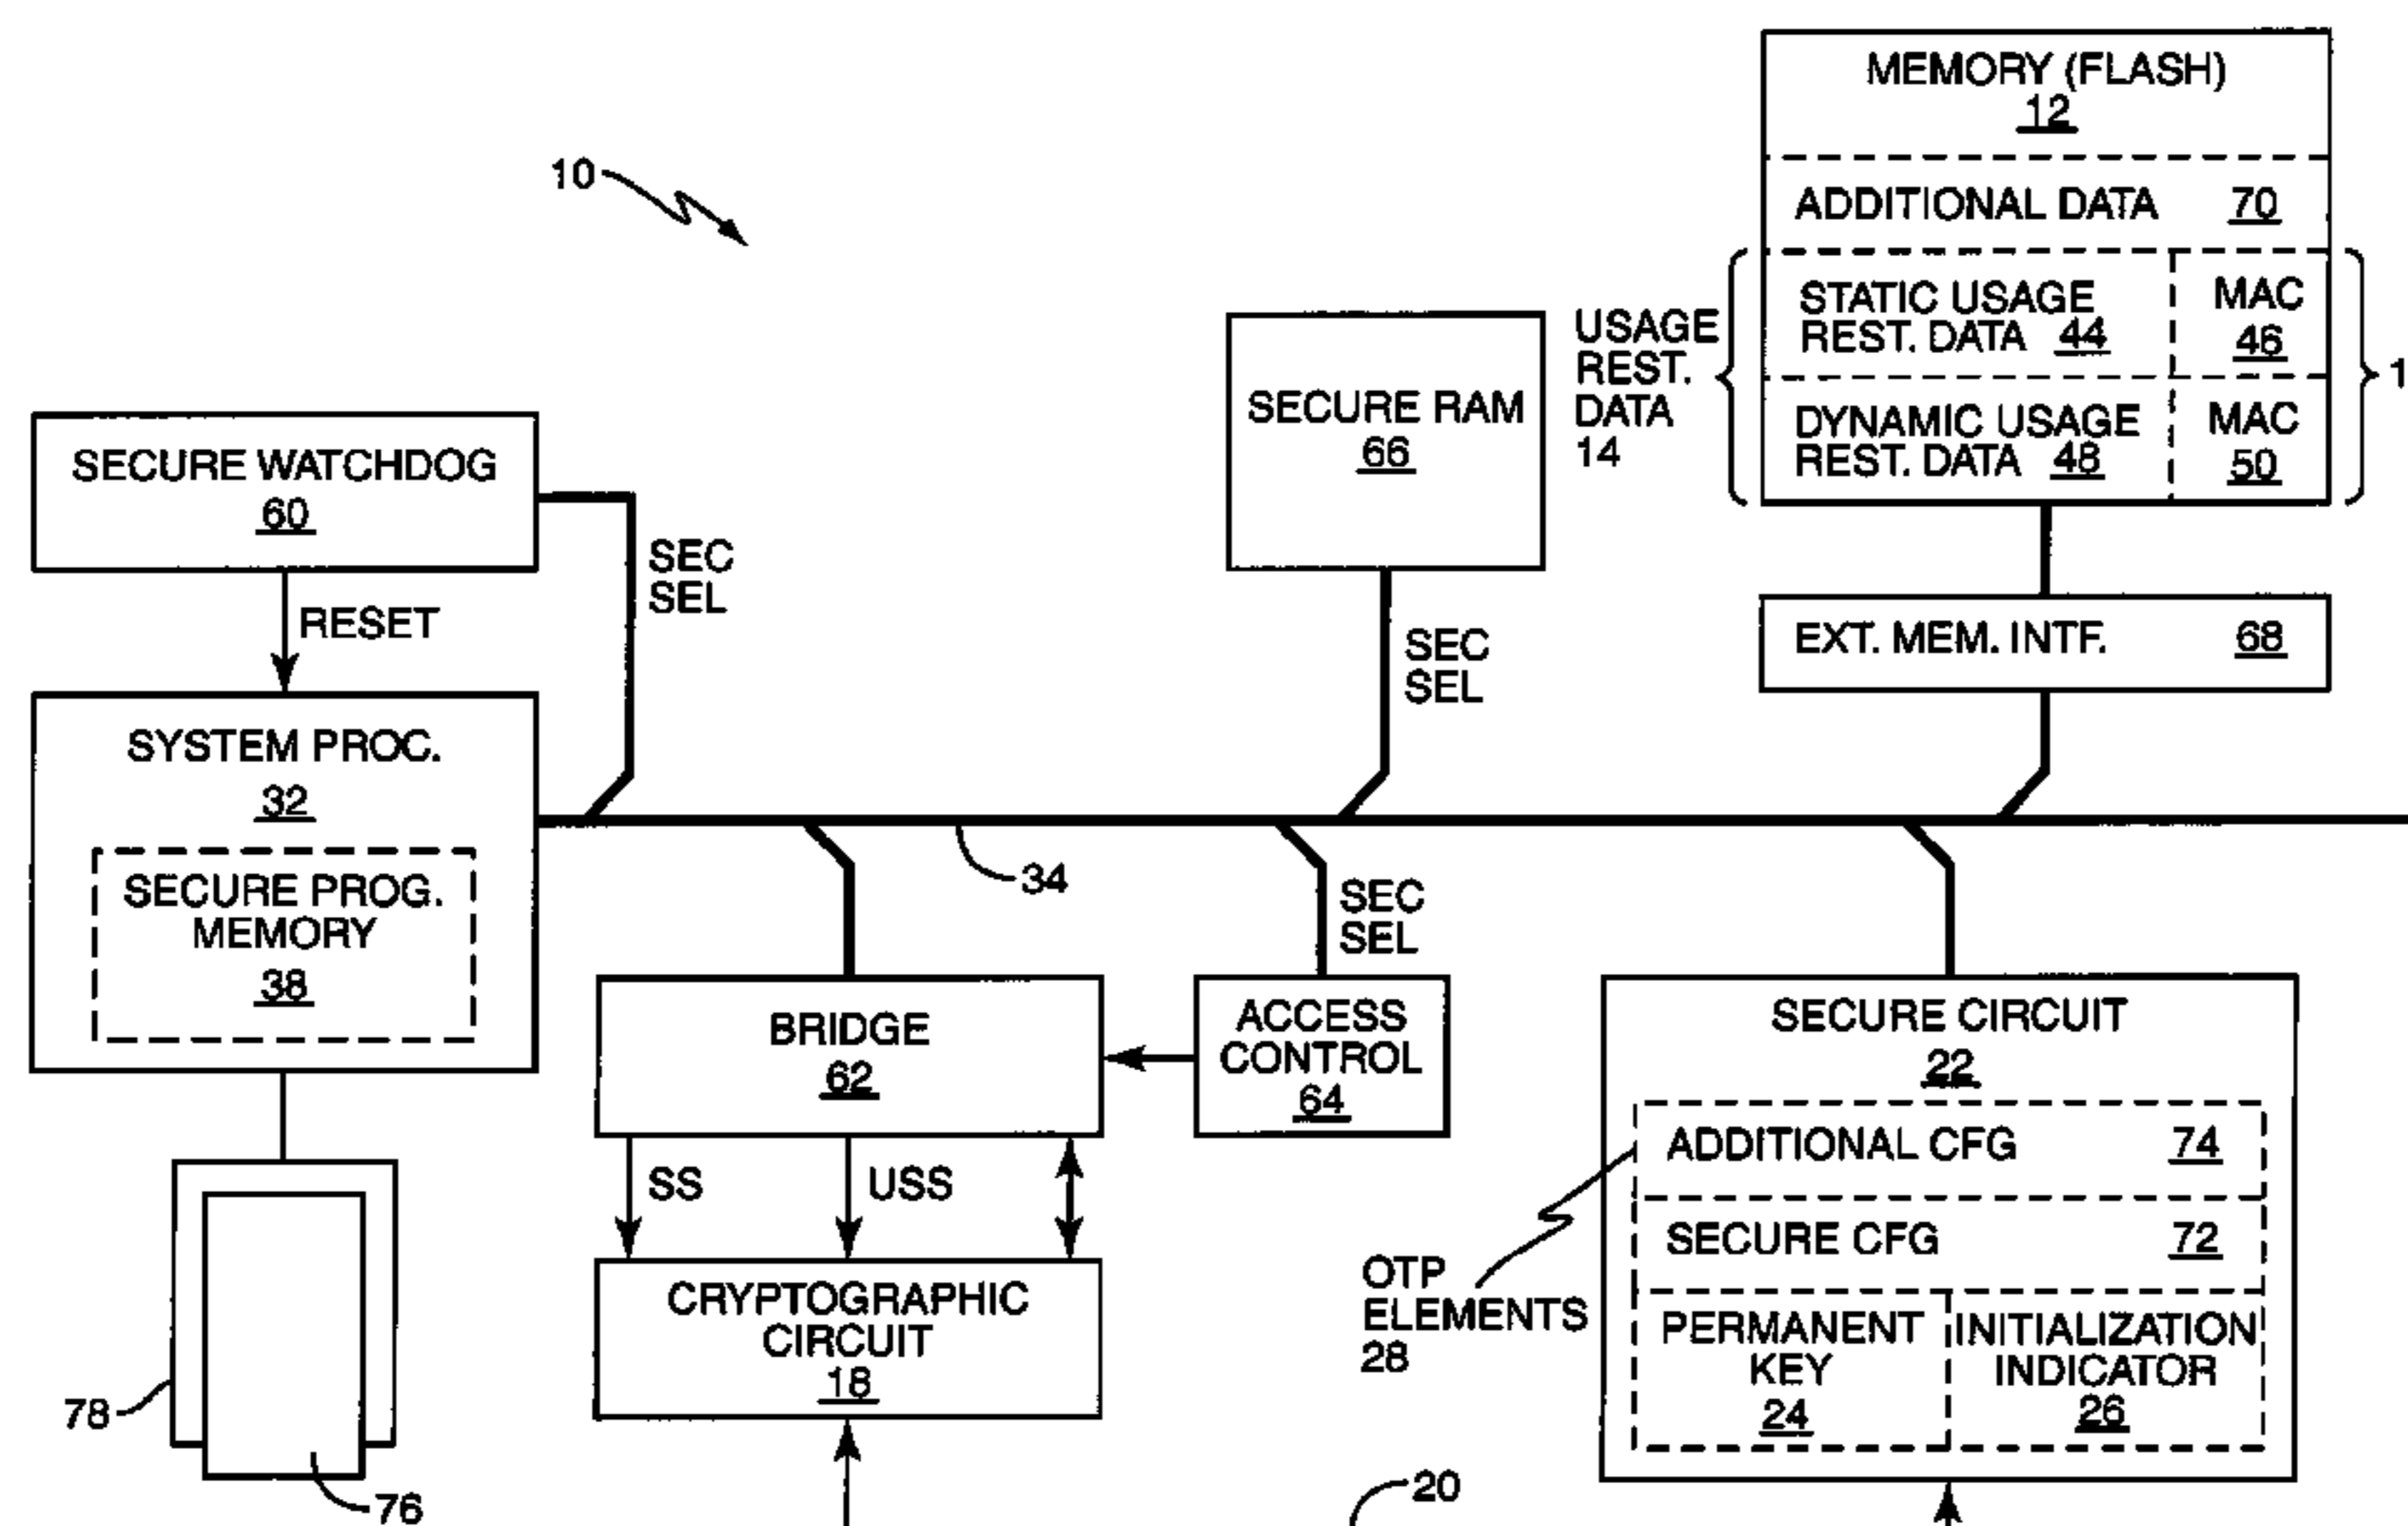 10
MEMORY (FLASH)
12
ADDITIONAL DATA 70
STATIC USAGE
REST. DATA 44
MAC
46
DYNAMIC USAGE
REST. DATA 48
MAC
50
USAGE
REST.
DATA
14
1
SECURE RAM
66
SECURE WATCHDOG
60
SEC
SEL
RESET
SEC
SEL
EXT. MEM. INTF. 68
SYSTEM PROC.
32
SECURE PROG.
MEMORY
38
34
SEC
SEL
BRIDGE
62
ACCESS
CONTROL
64
SECURE CIRCUIT
22
ADDITIONAL CFG 74
SECURE CFG 72
PERMANENT
KEY
24
INITIALIZATION
INDICATOR
26
SS
USS
OTP
ELEMENTS
28
CRYPTOGRAPHIC
CIRCUIT
18
78
76
20